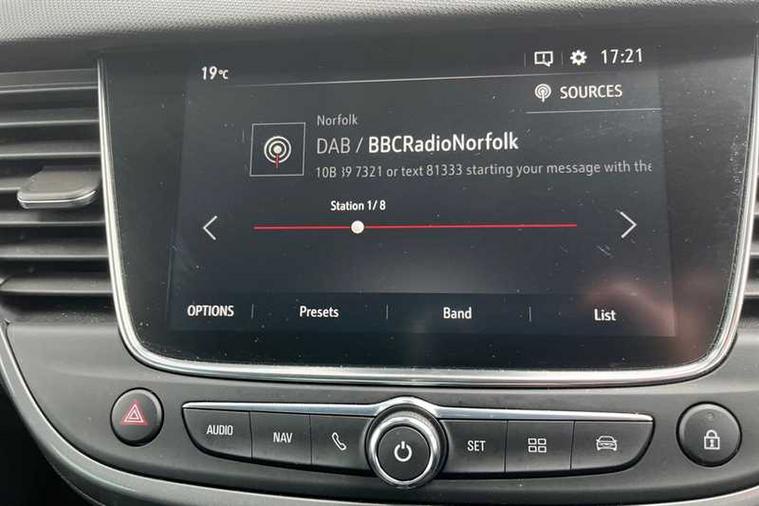 19°C
17:21
SOURCES
Norfolk
DAB / BBCRadioNorfolk
10B 39 7321 or text 81333 starting your message with the
Station 1/ 8
OPTIONS Presets Band List
AUDIO NAV SET